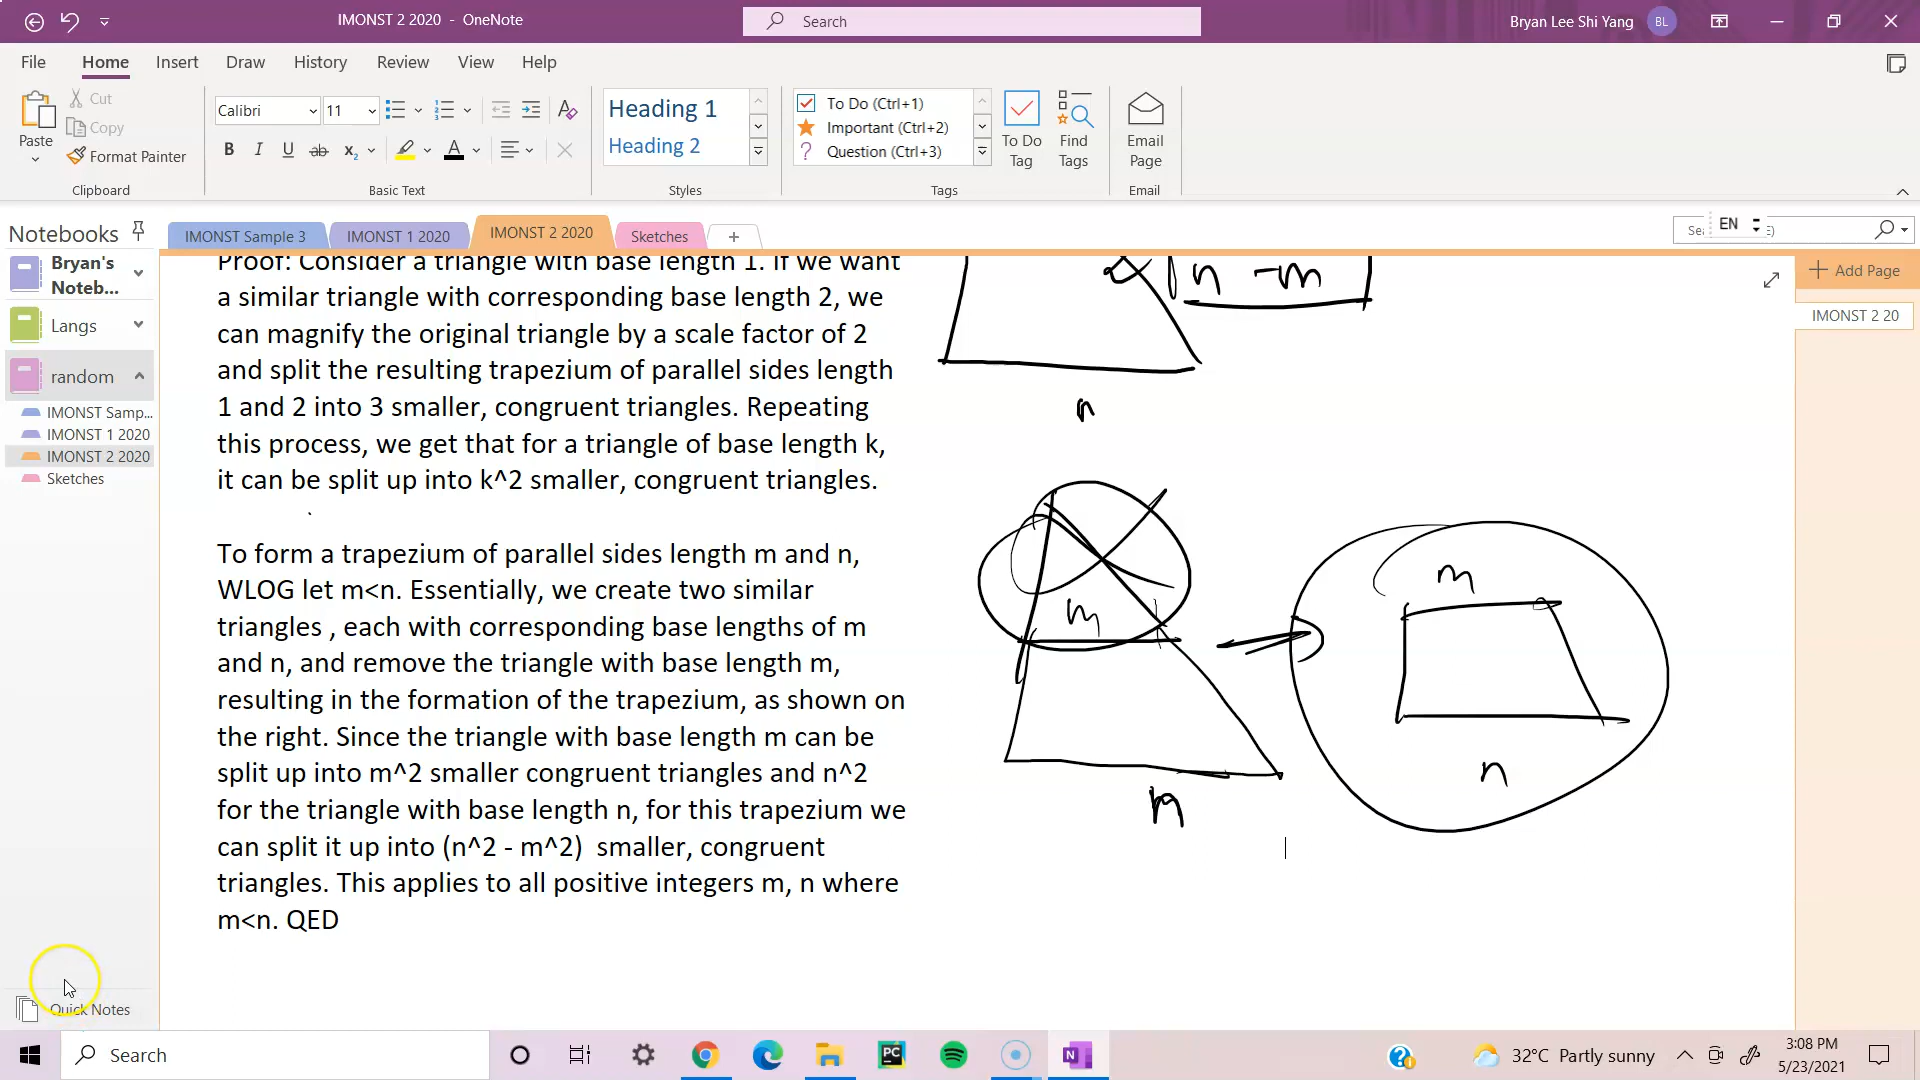 IMONST 2 2020 - OneNote
Search
Bryan Lee Shi Yang
BL
File
Home
Insert
Draw
History
Review
View
Help
Paste
Cut
Copy
Format Painter
Clipboard
Calibri
11
B I U ab x₂ A
Basic Text
Heading 1
Heading 2
Styles
To Do (Ctrl+1)
Important (Ctrl+2)
Question (Ctrl+3)
Tags
To Do
Tag
Find
Tags
Email
Page
Email
Notebooks
IMONST Sample 3
IMONST 1 2020
IMONST 2 2020
Sketches
EN
Add Page
IMONST 2 20
Bryan's
Noteb...
Langs
random
IMONST Samp...
IMONST 1 2020
IMONST 2 2020
Sketches
Quick Notes
Proof: Consider a triangle with base length 1. If we want
a similar triangle with corresponding base length 2, we
can magnify the original triangle by a scale factor of 2
and split the resulting trapezium of parallel sides length
1 and 2 into 3 smaller, congruent triangles. Repeating
this process, we get that for a triangle of base length k,
it can be split up into k^2 smaller, congruent triangles.
To form a trapezium of parallel sides length m and n,
WLOG let m<n. Essentially, we create two similar
triangles , each with corresponding base lengths of m
and n, and remove the triangle with base length m,
resulting in the formation of the trapezium, as shown on
the right. Since the triangle with base length m can be
split up into m^2 smaller congruent triangles and n^2
for the triangle with base length n, for this trapezium we
can split it up into (n^2 - m^2)  smaller, congruent
triangles. This applies to all positive integers m, n where
m<n. QED
n - m
n
m
n
m
n
Search
32°C Partly sunny
3:08 PM
5/23/2021